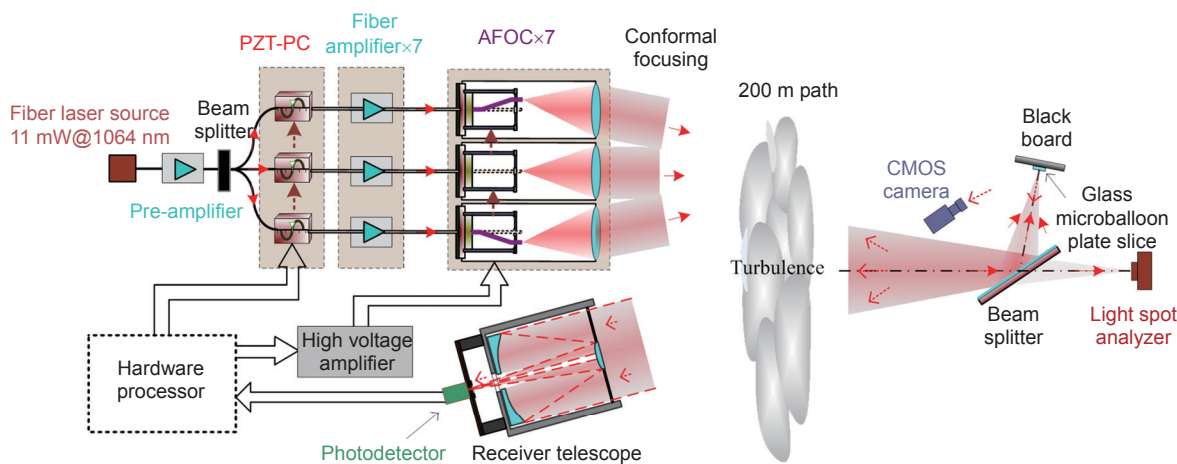 PZT-PC
Fiber
amplifier×7
AFOC×7
Conformal
focusing
Fiber laser source
11 mW@1064 nm
Beam
splitter
Pre-amplifier
200 m path
Turbulence
Black
board
CMOS
camera
Glass
microballoon
plate slice
Beam
splitter
Light spot
analyzer
Hardware
processor
High voltage
amplifier
Photodetector
Receiver telescope